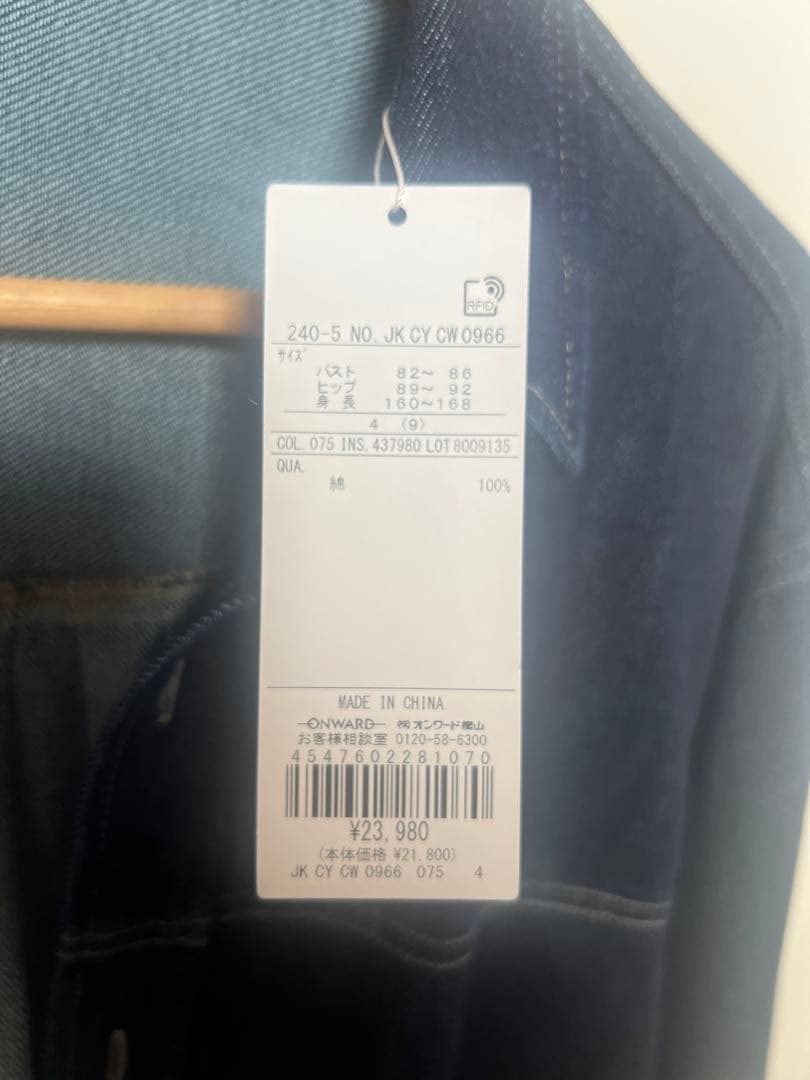 RFID
240-5 NO. JK CY CW 0966
サイズ
バスト 82～ 86
ヒップ 89～ 92
身長 160～168
4 (9)
COL. 075 INS. 437980 LOT 8009135
QUA.
綿 100%
MADE IN CHINA
ONWARD ㈱オンワード樫山
お客様相談室 0120-58-6300
4547602281070
¥23,980
(本体価格 ¥21,800)
JK CY CW 0966 075 4